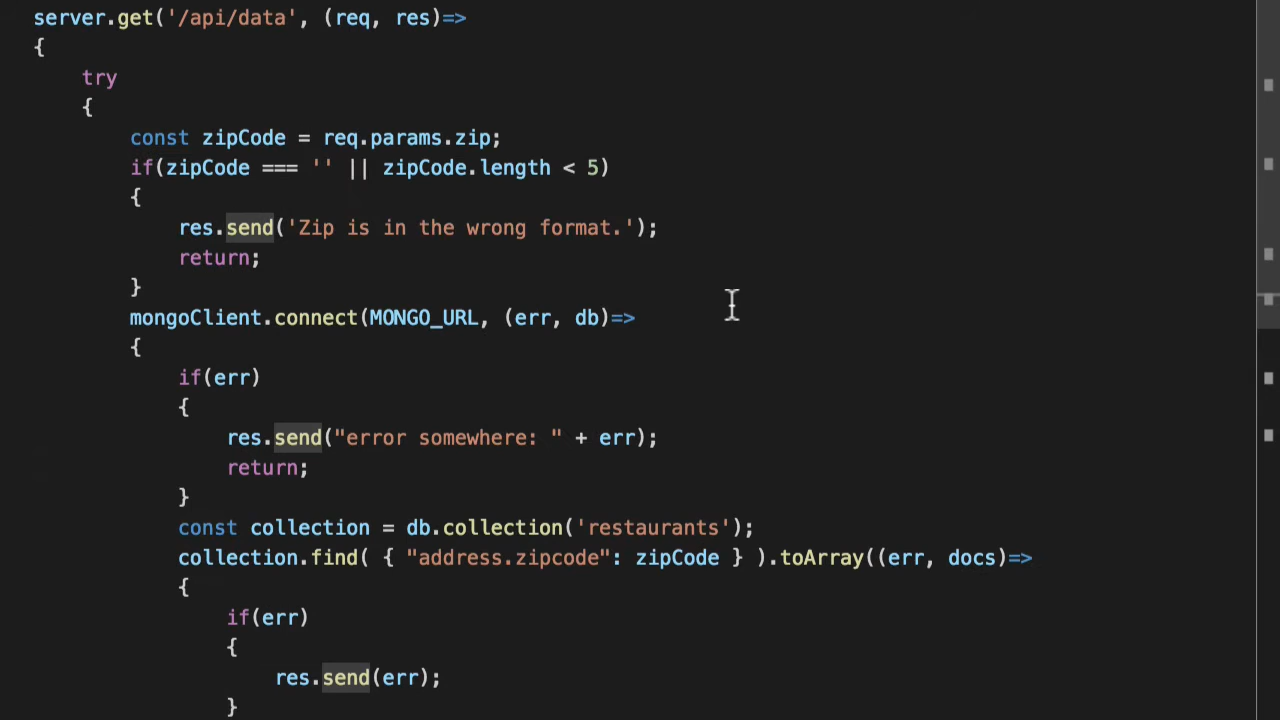 server.get('/api/data', (req, res)=>
{
    try
    {
        const zipCode = req.params.zip;
        if(zipCode === '' || zipCode.length < 5)
        {
            res.send('Zip is in the wrong format.');
            return;
        }
        mongoClient.connect(MONGO_URL, (err, db)=>
        {
            if(err)
            {
                res.send("error somewhere: " + err);
                return;
            }
            const collection = db.collection('restaurants');
            collection.find( { "address.zipcode": zipCode } ).toArray((err, docs)=>
            {
                if(err)
                {
                    res.send(err);
                }